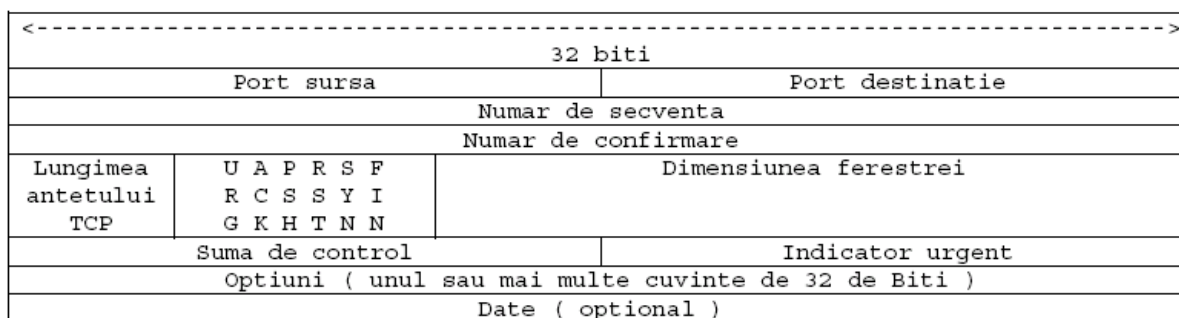 <------------------------------------------------------------------------>
32 biti
Port sursa Port destinatie
Numar de secventa
Numar de confirmare
Lungimea U A P R S F Dimensiunea ferestrei
antetului R C S S Y I
TCP G K H T N N
Suma de control Indicator urgent
Optiuni ( unul sau mai multe cuvinte de 32 de Biti )
Date ( optional )